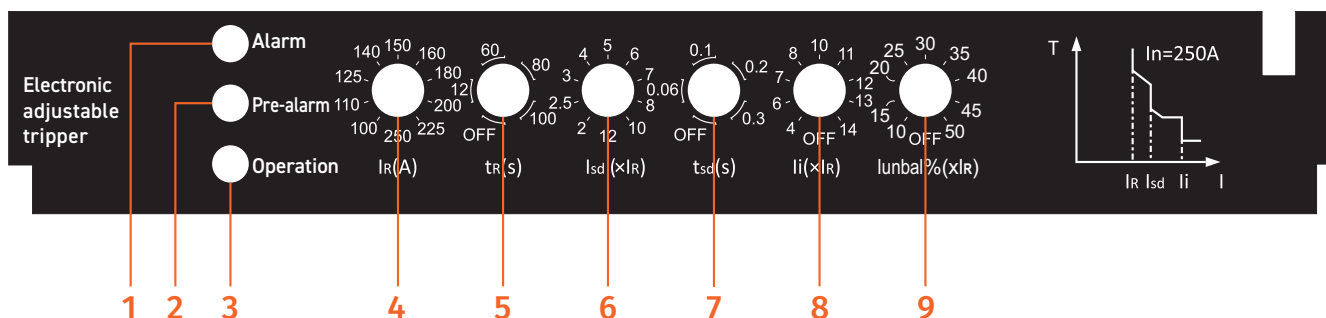 Electronic
adjustable
tripper
Alarm
Pre-alarm
Operation
100 110 125 140 150 160 180 200 225 250
IR(A)
OFF 12 60 80 100
tR(s)
2 2.5 3 4 5 6 7 8 10 12
Isd(×IR)
OFF 0.06 0.1 0.2 0.3
tsd(s)
4 6 7 8 10 11 12 13 14 OFF
Ii(×IR)
10 15 20 25 30 35 40 45 50 OFF
Iunbal%(xIR)
T
In=250A
IR Isd Ii I
1 2 3 4 5 6 7 8 9